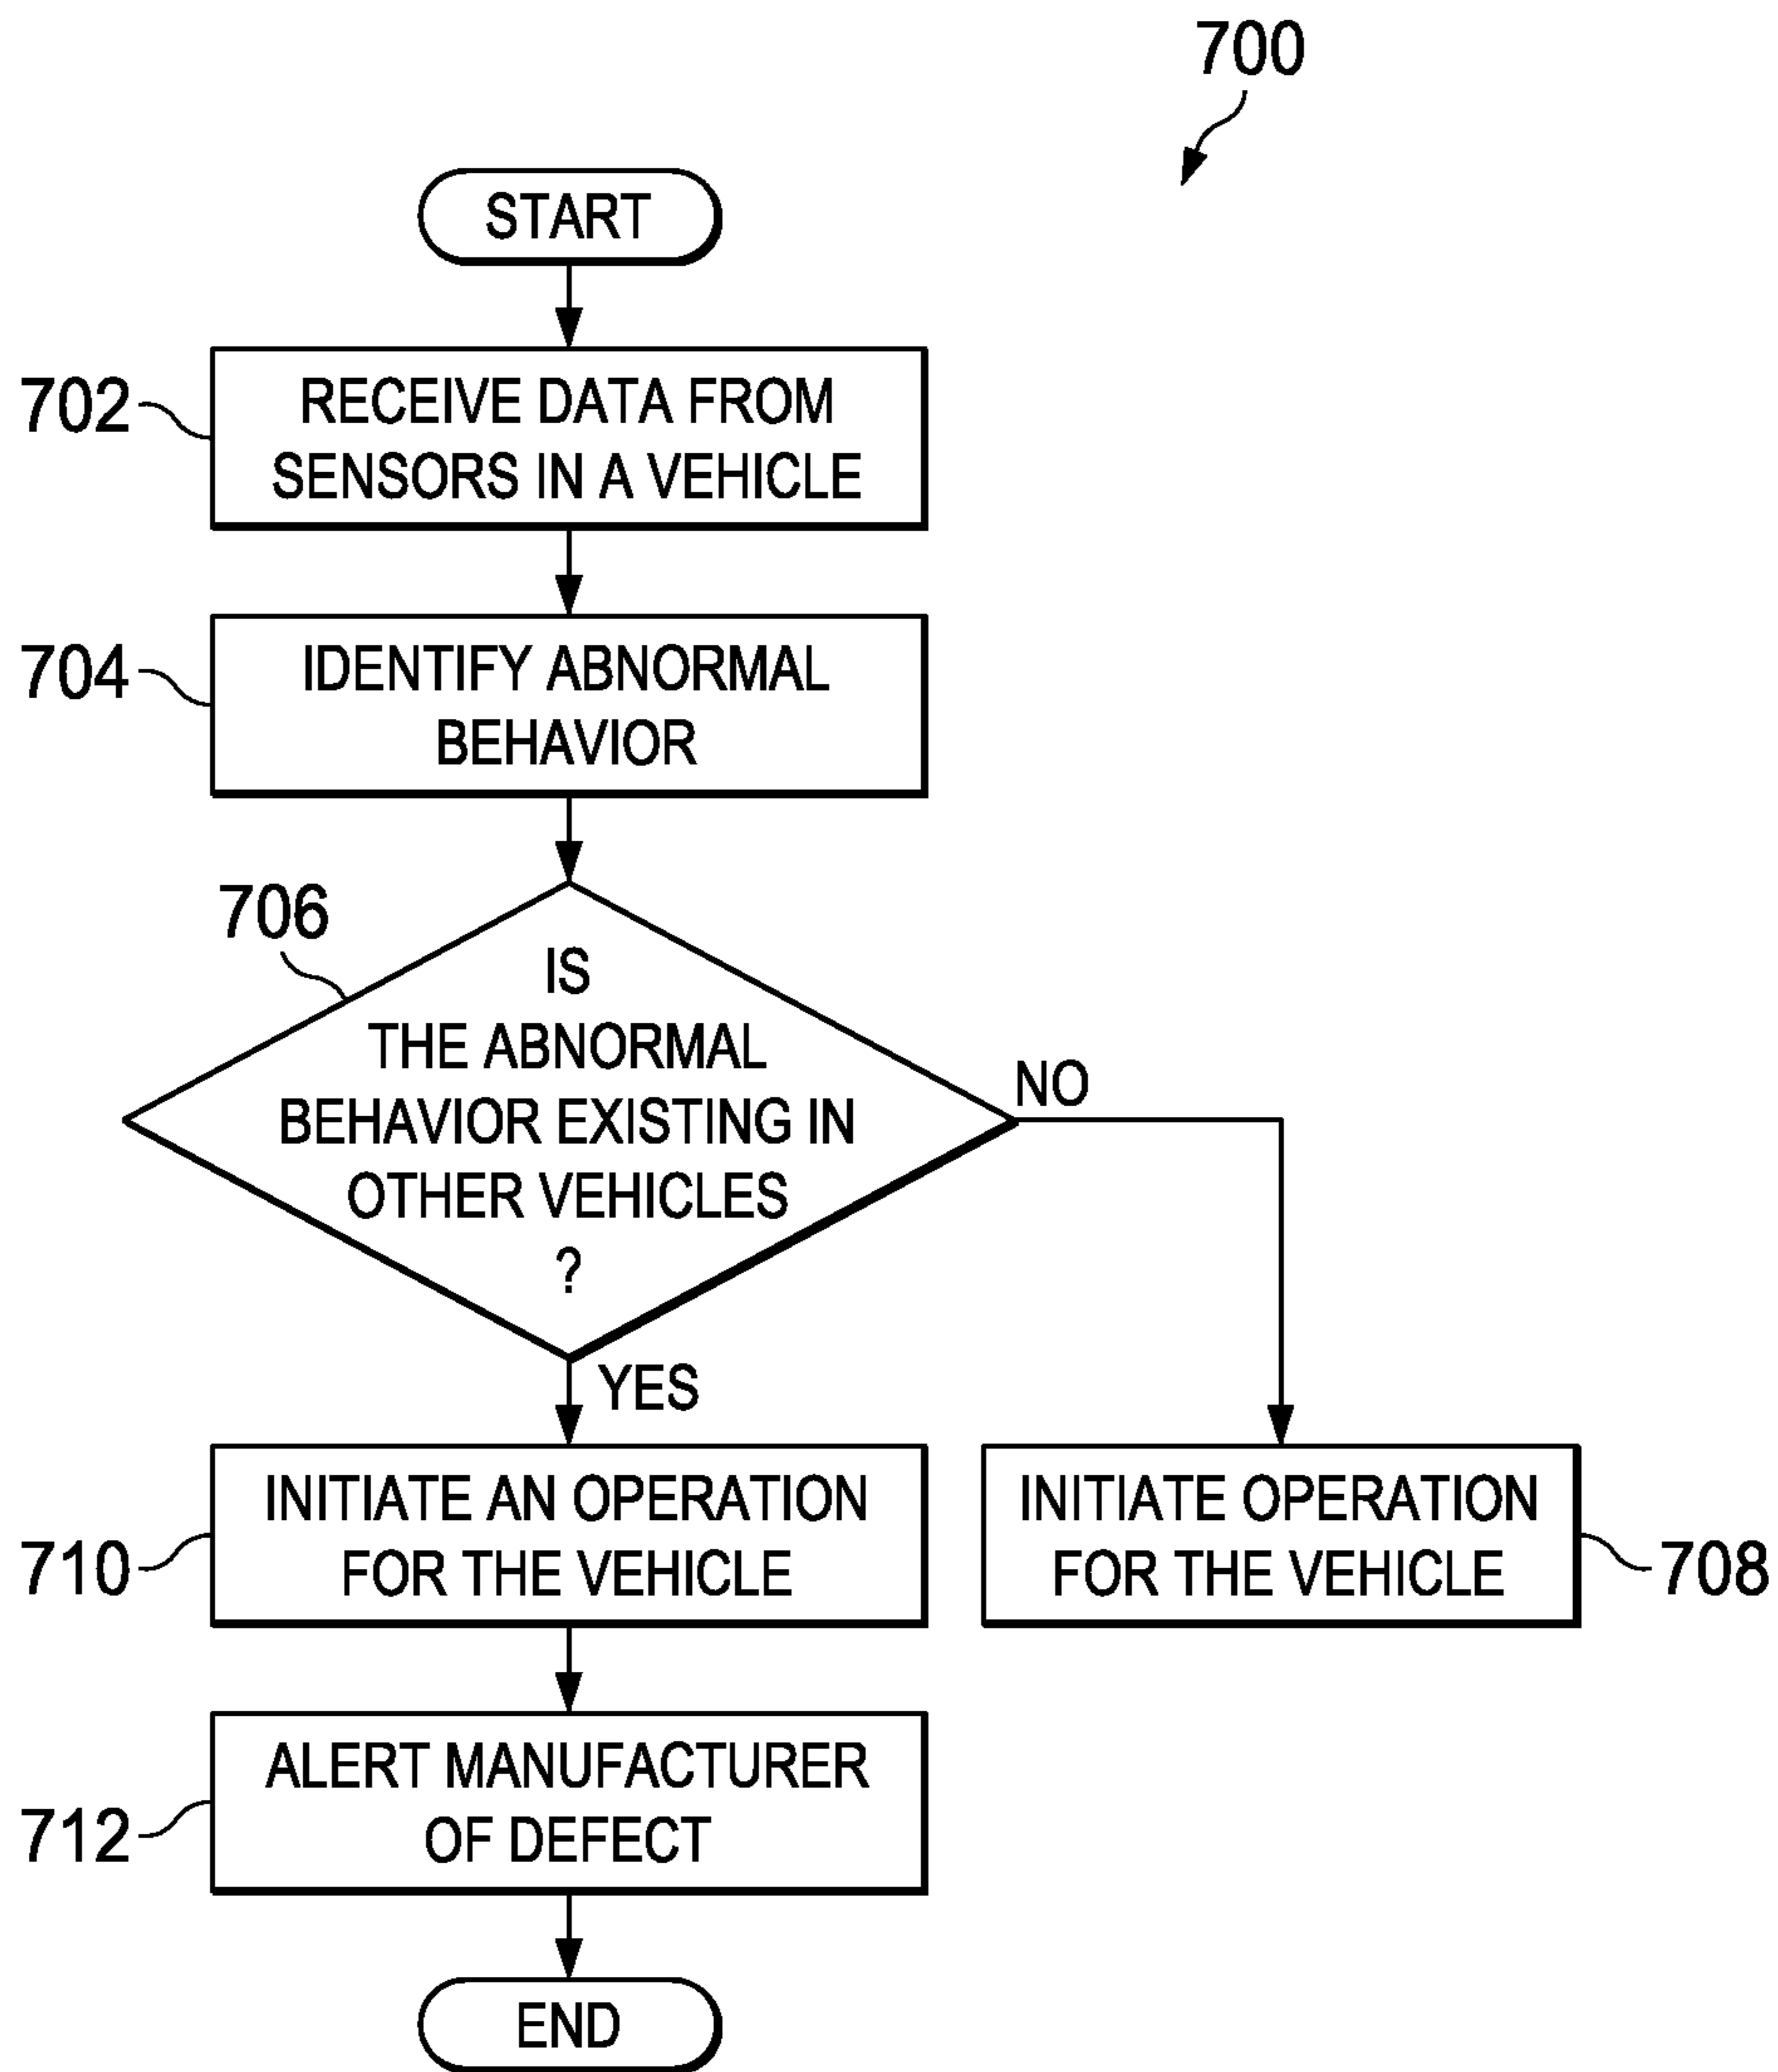 700
START
702
RECEIVE DATA FROM
SENSORS IN A VEHICLE
704
IDENTIFY ABNORMAL
BEHAVIOR
706
IS
THE ABNORMAL
BEHAVIOR EXISTING IN
OTHER VEHICLES
?
NO
YES
710
INITIATE AN OPERATION
FOR THE VEHICLE
INITIATE OPERATION
FOR THE VEHICLE
708
712
ALERT MANUFACTURER
OF DEFECT
END